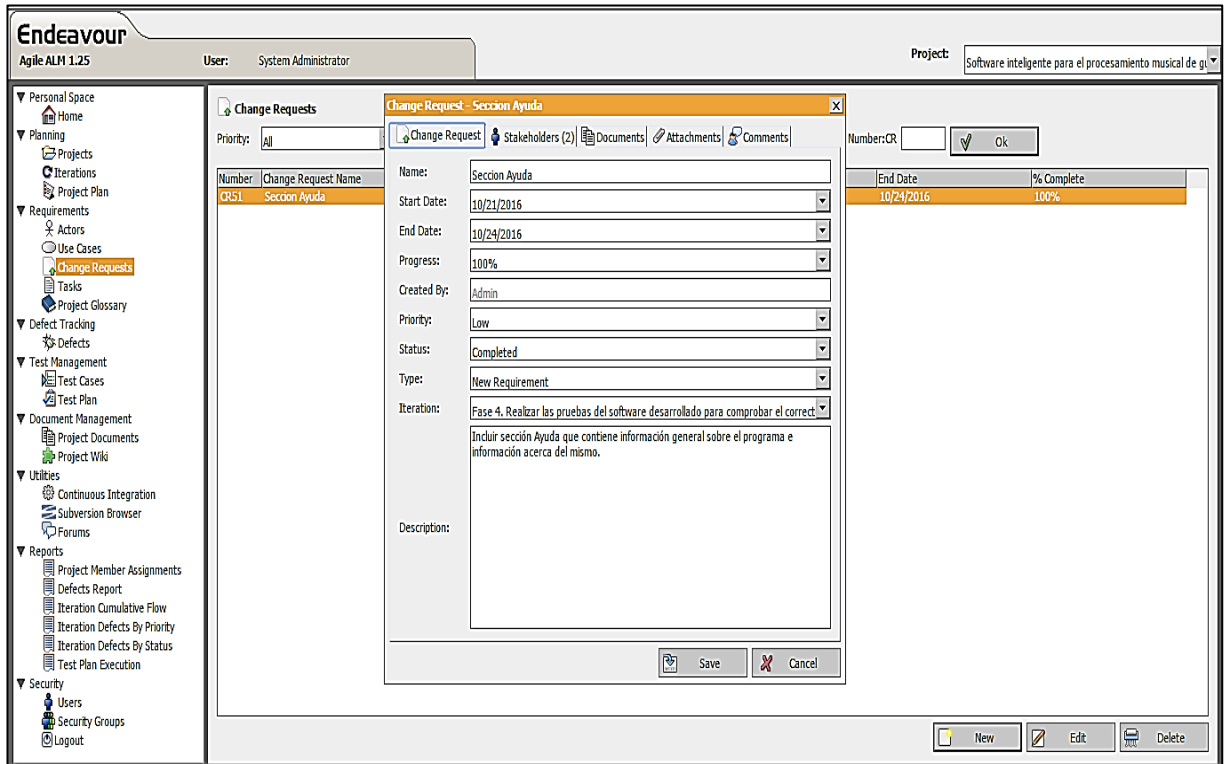 Endeavour
Agile ALM 1.25
User: System Administrator
Project: Software inteligente para el procesamiento musical de
Personal Space
Home
Planning
Projects
Iterations
Project Plan
Requirements
Actors
Use Cases
Change Requests
Tasks
Project Glossary
Defect Tracking
Defects
Test Management
Test Cases
Test Plan
Document Management
Project Documents
Project Wiki
Utilities
Continuous Integration
Subversion Browser
Forums
Reports
Project Member Assignments
Defects Report
Iteration Cumulative Flow
Iteration Defects By Priority
Iteration Defects By Status
Test Plan Execution
Security
Users
Security Groups
Logout
Change Requests
Priority: All
Number:CR
Ok
Number Change Request Name End Date % Complete
CR51 Seccion Ayuda 10/24/2016 100%
Change Request - Seccion Ayuda X
Change Request Stakeholders (2) Documents Attachments Comments
Name: Seccion Ayuda
Start Date: 10/21/2016
End Date: 10/24/2016
Progress: 100%
Created By: Admin
Priority: Low
Status: Completed
Type: New Requirement
Iteration: Fase 4. Realizar las pruebas del software desarrollado para comprobar el correct
Description:
Incluir sección Ayuda que contiene información general sobre el programa e
información acerca del mismo.
Save Cancel
New Edit Delete